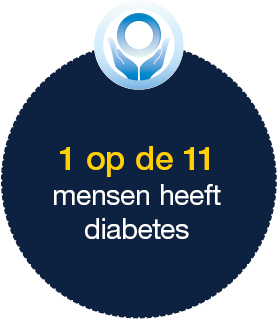 1 op de 11
mensen heeft
diabetes